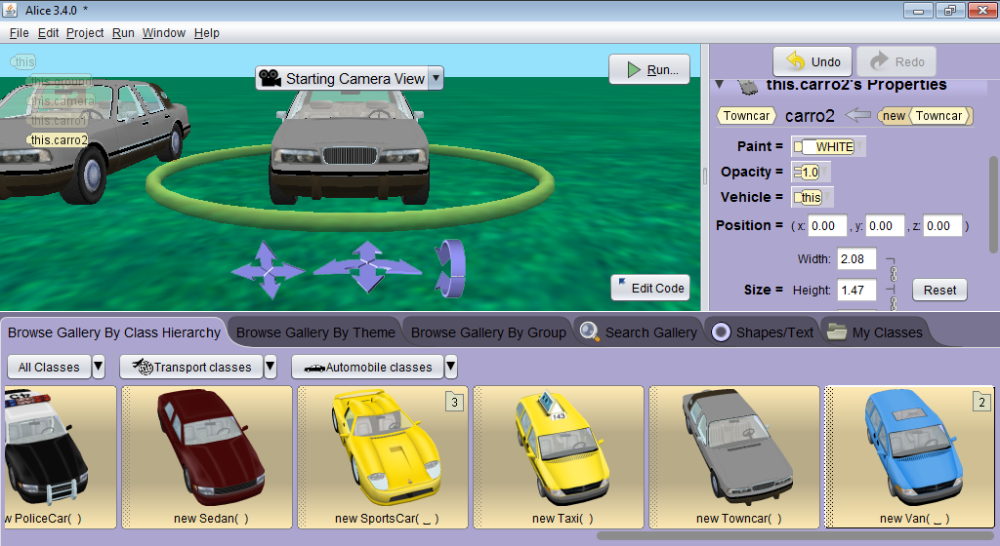 Alice 3.4.0 *
File Edit Project Run Window Help
this
this.ground
this.camera
this.carro1
this.carro2
Starting Camera View
Run...
Edit Code
Undo
Redo
this.carro2's Properties
Towncar carro2 new Towncar
Paint = WHITE
Opacity = 1.0
Vehicle = this
Position = ( x: 0.00 , y: 0.00 , z: 0.00 )
Width: 2.08
Size = Height: 1.47 Reset
Browse Gallery By Class Hierarchy
Browse Gallery By Theme
Browse Gallery By Group
Search Gallery
Shapes/Text
My Classes
All Classes
Transport classes
Automobile classes
3
143
2
w PoliceCar( )
new Sedan( )
new SportsCar( _ )
new Taxi( )
new Towncar( )
new Van( _ )